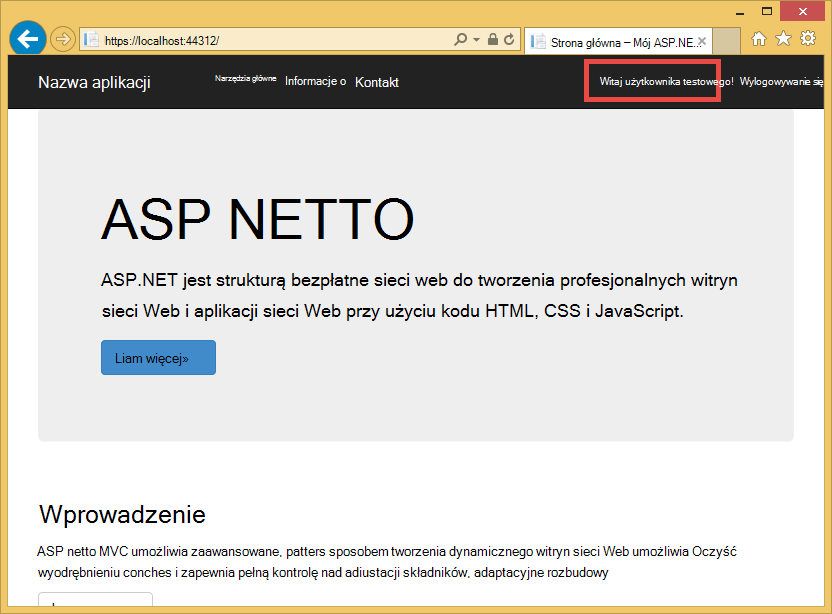 https://localhost:44312/
Strona główna – Mój ASP.NE...
Nazwa aplikacji
Narzędzia główne
Informacje o
Kontakt
Witaj użytkownika testowego!
Wylogowywanie się
ASP NETTO
ASP.NET jest strukturą bezpłatne sieci web do tworzenia profesjonalnych witryn
sieci Web i aplikacji sieci Web przy użyciu kodu HTML, CSS i JavaScript.
Liam więcej»
Wprowadzenie
ASP netto MVC umożliwia zaawansowane, patters sposobem tworzenia dynamicznego witryn sieci Web umożliwia Oczyść
wyodrębnieniu conches i zapewnia pełną kontrolę nad adiustacji składników, adaptacyjne rozbudowy